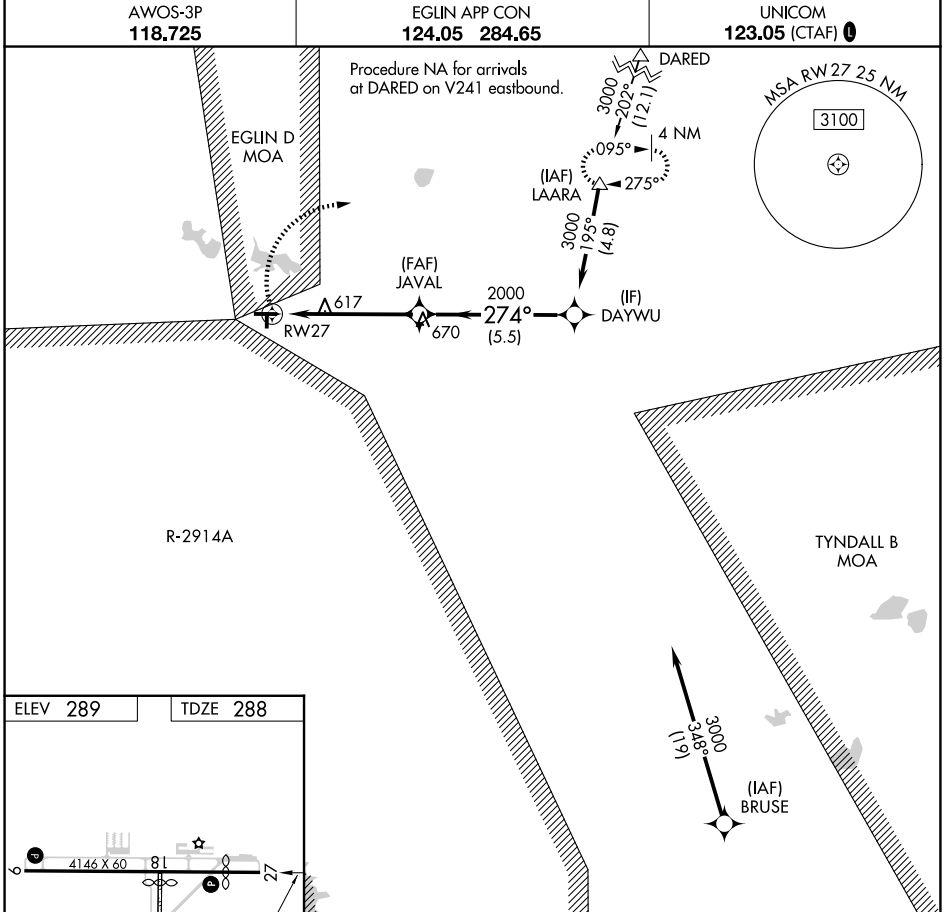 AWOS-3P
118.725
EGLIN APP CON
124.05 284.65
UNICOM
123.05 (CTAF) L
Procedure NA for arrivals
at DARED on V241 eastbound.
DARED
3000
202°
(12.1)
4 NM
095°
275°
(IAF)
LAARA
3000
195°
(4.8)
MSA RW27 25 NM
3100
EGLIN D
MOA
(FAF)
JAVAL
2000
274°
(5.5)
(IF)
DAYWU
617
670
RW27
R-2914A
TYNDALL B
MOA
3000
348°
(19)
(IAF)
BRUSE
ELEV 289
TDZE 288
P
4146 X 60
9
18
27
P